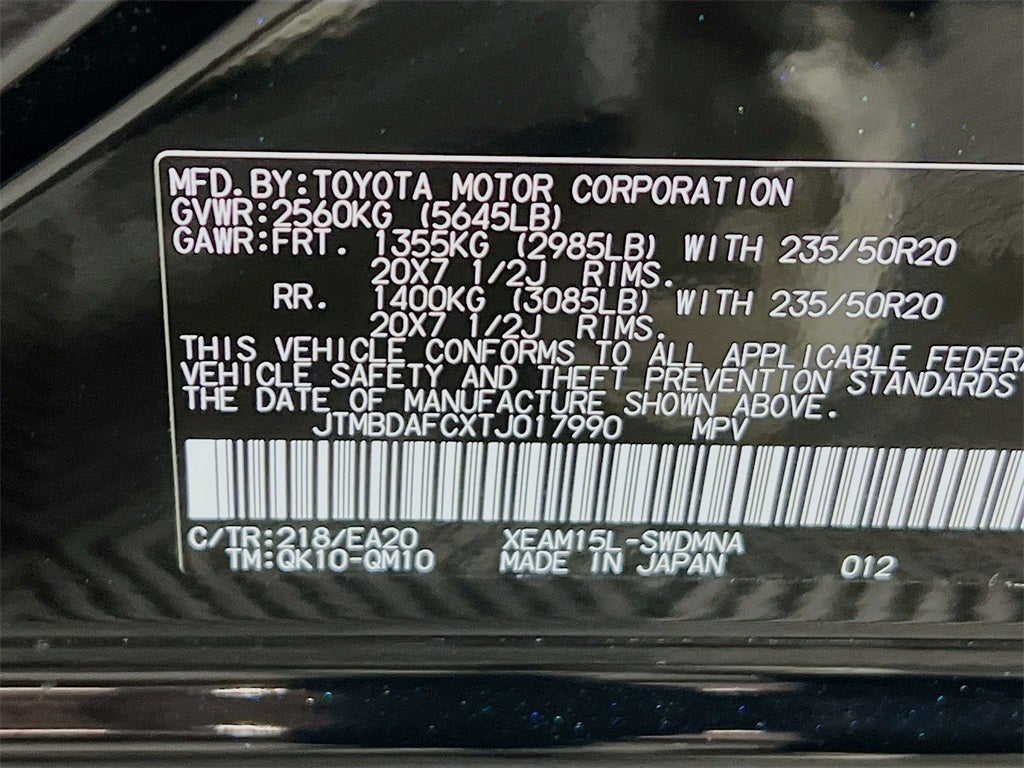 MFD.BY:TOYOTA MOTOR CORPORATION
GVWR:2560KG (5645LB)
GAWR:FRT. 1355KG (2985LB) WITH 235/50R20
20X7 1/2J RIMS.
RR. 1400KG (3085LB) WITH 235/50R20
20X7 1/2J RIMS.
THIS VEHICLE CONFORMS TO ALL APPLICABLE FEDERA
VEHICLE SAFETY AND THEFT PREVENTION STANDARDS
THE DATE OF MANUFACTURE SHOWN ABOVE.
JTMBDAFCXTJ017990 MPV
C/TR:218/EA20 XEAM15L-SWDMNA
TM:QK10-QM10 MADE IN JAPAN 012